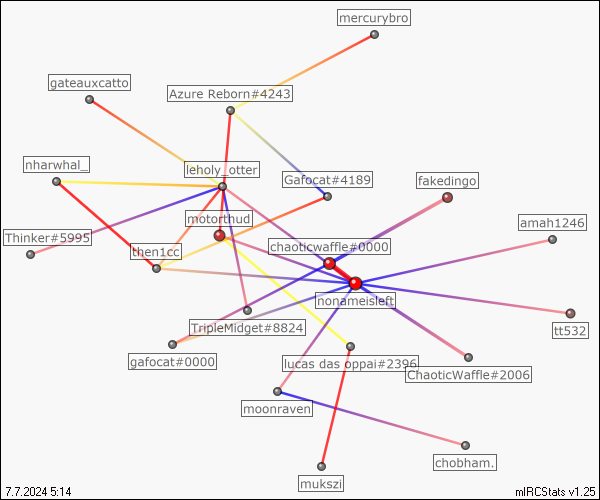 mercurybro
gateauxcatto
Azure Reborn#4243
nharwhal_
leholy_otter
Gafocat#4189
fakedingo
motorthud
amah1246
Thinker#5995
then1cc
chaoticwaffle#0000
nonameisleft
TripleMidget#8824
tt532
gafocat#0000
lucas das oppai#2396
ChaoticWaffle#2006
moonraven
chobham.
mukszi
7.7.2024 5:14
mIRCStats v1.25